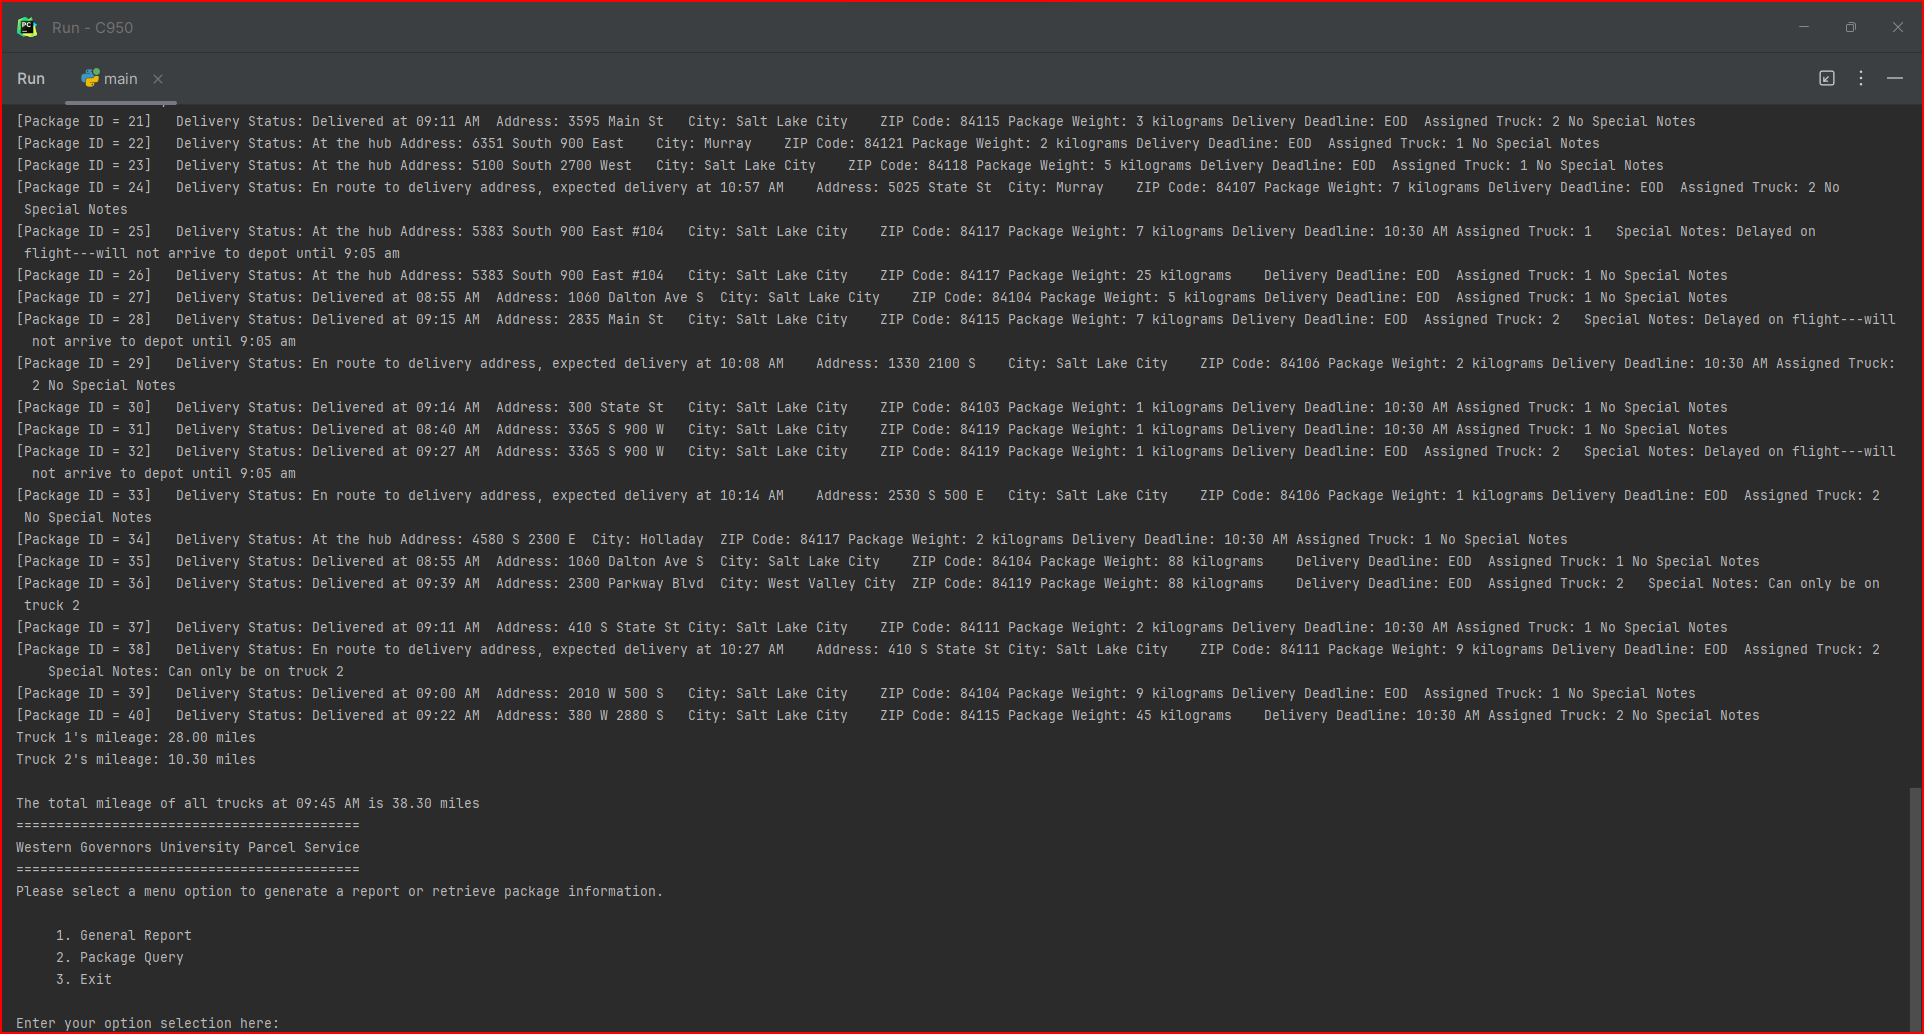 Run - C950
Run main
[Package ID = 21] Delivery Status: Delivered at 09:11 AM Address: 3595 Main St City: Salt Lake City ZIP Code: 84115 Package Weight: 3 kilograms Delivery Deadline: EOD Assigned Truck: 2 No Special Notes
[Package ID = 22] Delivery Status: At the hub Address: 6351 South 900 East City: Murray ZIP Code: 84121 Package Weight: 2 kilograms Delivery Deadline: EOD Assigned Truck: 1 No Special Notes
[Package ID = 23] Delivery Status: At the hub Address: 5100 South 2700 West City: Salt Lake City ZIP Code: 84118 Package Weight: 5 kilograms Delivery Deadline: EOD Assigned Truck: 1 No Special Notes
[Package ID = 24] Delivery Status: En route to delivery address, expected delivery at 10:57 AM Address: 5025 State St City: Murray ZIP Code: 84107 Package Weight: 7 kilograms Delivery Deadline: EOD Assigned Truck: 2 No
Special Notes
[Package ID = 25] Delivery Status: At the hub Address: 5383 South 900 East #104 City: Salt Lake City ZIP Code: 84117 Package Weight: 7 kilograms Delivery Deadline: 10:30 AM Assigned Truck: 1 Special Notes: Delayed on
flight---will not arrive to depot until 9:05 am
[Package ID = 26] Delivery Status: At the hub Address: 5383 South 900 East #104 City: Salt Lake City ZIP Code: 84117 Package Weight: 25 kilograms Delivery Deadline: EOD Assigned Truck: 1 No Special Notes
[Package ID = 27] Delivery Status: Delivered at 08:55 AM Address: 1060 Dalton Ave S City: Salt Lake City ZIP Code: 84104 Package Weight: 5 kilograms Delivery Deadline: EOD Assigned Truck: 1 No Special Notes
[Package ID = 28] Delivery Status: Delivered at 09:15 AM Address: 2835 Main St City: Salt Lake City ZIP Code: 84115 Package Weight: 7 kilograms Delivery Deadline: EOD Assigned Truck: 2 Special Notes: Delayed on flight---will
not arrive to depot until 9:05 am
[Package ID = 29] Delivery Status: En route to delivery address, expected delivery at 10:08 AM Address: 1330 2100 S City: Salt Lake City ZIP Code: 84106 Package Weight: 2 kilograms Delivery Deadline: 10:30 AM Assigned Truck:
2 No Special Notes
[Package ID = 30] Delivery Status: Delivered at 09:14 AM Address: 300 State St City: Salt Lake City ZIP Code: 84103 Package Weight: 1 kilograms Delivery Deadline: 10:30 AM Assigned Truck: 1 No Special Notes
[Package ID = 31] Delivery Status: Delivered at 08:40 AM Address: 3365 S 900 W City: Salt Lake City ZIP Code: 84119 Package Weight: 1 kilograms Delivery Deadline: 10:30 AM Assigned Truck: 1 No Special Notes
[Package ID = 32] Delivery Status: Delivered at 09:27 AM Address: 3365 S 900 W City: Salt Lake City ZIP Code: 84119 Package Weight: 1 kilograms Delivery Deadline: EOD Assigned Truck: 2 Special Notes: Delayed on flight---will
not arrive to depot until 9:05 am
[Package ID = 33] Delivery Status: En route to delivery address, expected delivery at 10:14 AM Address: 2530 S 500 E City: Salt Lake City ZIP Code: 84106 Package Weight: 1 kilograms Delivery Deadline: EOD Assigned Truck: 2
No Special Notes
[Package ID = 34] Delivery Status: At the hub Address: 4580 S 2300 E City: Holladay ZIP Code: 84117 Package Weight: 2 kilograms Delivery Deadline: 10:30 AM Assigned Truck: 1 No Special Notes
[Package ID = 35] Delivery Status: Delivered at 08:55 AM Address: 1060 Dalton Ave S City: Salt Lake City ZIP Code: 84104 Package Weight: 88 kilograms Delivery Deadline: EOD Assigned Truck: 1 No Special Notes
[Package ID = 36] Delivery Status: Delivered at 09:39 AM Address: 2300 Parkway Blvd City: West Valley City ZIP Code: 84119 Package Weight: 88 kilograms Delivery Deadline: EOD Assigned Truck: 2 Special Notes: Can only be on
truck 2
[Package ID = 37] Delivery Status: Delivered at 09:11 AM Address: 410 S State St City: Salt Lake City ZIP Code: 84111 Package Weight: 2 kilograms Delivery Deadline: 10:30 AM Assigned Truck: 1 No Special Notes
[Package ID = 38] Delivery Status: En route to delivery address, expected delivery at 10:27 AM Address: 410 S State St City: Salt Lake City ZIP Code: 84111 Package Weight: 9 kilograms Delivery Deadline: EOD Assigned Truck: 2
Special Notes: Can only be on truck 2
[Package ID = 39] Delivery Status: Delivered at 09:00 AM Address: 2010 W 500 S City: Salt Lake City ZIP Code: 84104 Package Weight: 9 kilograms Delivery Deadline: EOD Assigned Truck: 1 No Special Notes
[Package ID = 40] Delivery Status: Delivered at 09:22 AM Address: 380 W 2880 S City: Salt Lake City ZIP Code: 84115 Package Weight: 45 kilograms Delivery Deadline: 10:30 AM Assigned Truck: 2 No Special Notes
Truck 1's mileage: 28.00 miles
Truck 2's mileage: 10.30 miles
The total mileage of all trucks at 09:45 AM is 38.30 miles
===========================================
Western Governors University Parcel Service
===========================================
Please select a menu option to generate a report or retrieve package information.
1. General Report
2. Package Query
3. Exit
Enter your option selection here: